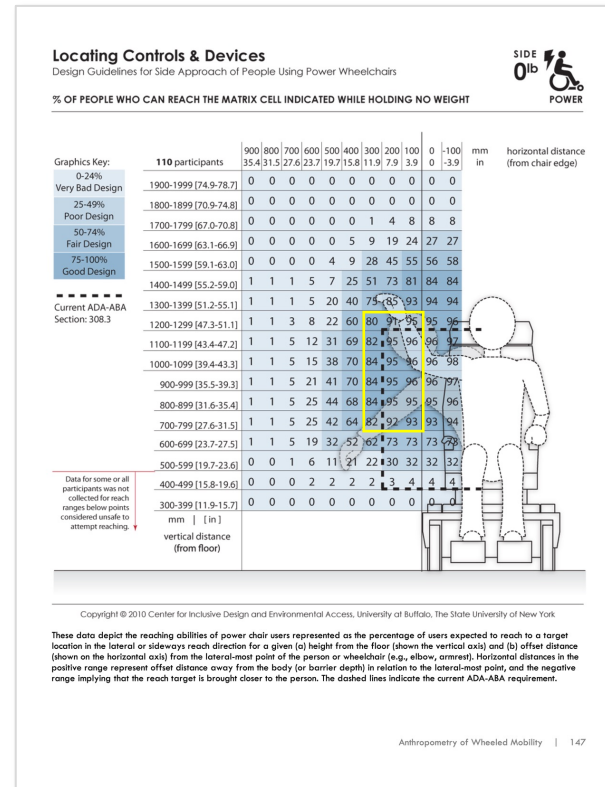 Locating Controls & Devices
Design Guidelines for Side Approach of People Using Power Wheelchairs
SIDE
0lb
POWER
% OF PEOPLE WHO CAN REACH THE MATRIX CELL INDICATED WHILE HOLDING NO WEIGHT
900 800 700 600 500 400 300 200 100 0 -100 mm horizontal distance
Graphics Key: 110 participants 35.4 31.5 27.6 23.7 19.7 15.8 11.9 7.9 3.9 0 -3.9 in (from chair edge)
0-24%
Very Bad Design
25-49%
Poor Design
50-74%
Fair Design
75-100%
Good Design
Current ADA-ABA
Section: 308.3
1900-1999 [74.9-78.7] 0 0 0 0 0 0 0 0 0 0 0
1800-1899 [70.9-74.8] 0 0 0 0 0 0 0 0 0 0 0
1700-1799 [67.0-70.8] 0 0 0 0 0 0 1 4 8 8 8
1600-1699 [63.1-66.9] 0 0 0 0 0 5 9 19 24 27 27
1500-1599 [59.1-63.0] 0 0 0 0 4 9 28 45 55 56 58
1400-1499 [55.2-59.0] 1 1 1 5 7 25 51 73 81 84 84
1300-1399 [51.2-55.1] 1 1 1 5 20 40 75 85 93 94 94
1200-1299 [47.3-51.1] 1 1 3 8 22 60 80 91 95 95 96
1100-1199 [43.4-47.2] 1 1 5 12 31 69 82 95 96 96 97
1000-1099 [39.4-43.3] 1 1 5 15 38 70 84 95 96 96 98
900-999 [35.5-39.3] 1 1 5 21 41 70 84 95 96 96 97
800-899 [31.6-35.4] 1 1 5 25 44 68 84 95 95 95 96
700-799 [27.6-31.5] 1 1 5 25 42 64 82 92 93 93 94
600-699 [23.7-27.5] 1 1 5 19 32 52 62 73 73 73 73
500-599 [19.7-23.6] 0 0 1 6 11 21 22 30 32 32 32
400-499 [15.8-19.6] 0 0 0 2 2 2 2 3 4 4 4
300-399 [11.9-15.7] 0 0 0 0 0 0 0 0 0 0 0
Data for some or all
participants was not
collected for reach
ranges below points
considered unsafe to
attempt reaching.
mm | [in]
vertical distance
(from floor)
Copyright © 2010 Center for Inclusive Design and Environmental Access, University at Buffalo, The State University of New York
These data depict the reaching abilities of power chair users represented as the percentage of users expected to reach to a target
location in the lateral or sideways reach direction for a given (a) height from the floor (shown the vertical axis) and (b) offset distance
(shown on the horizontal axis) from the lateral-most point of the person or wheelchair (e.g., elbow, armrest). Horizontal distances in the
positive range represent offset distance away from the body (or barrier depth) in relation to the lateral-most point, and the negative
range implying that the reach target is brought closer to the person. The dashed lines indicate the current ADA-ABA requirement.
Anthropometry of Wheeled Mobility | 147